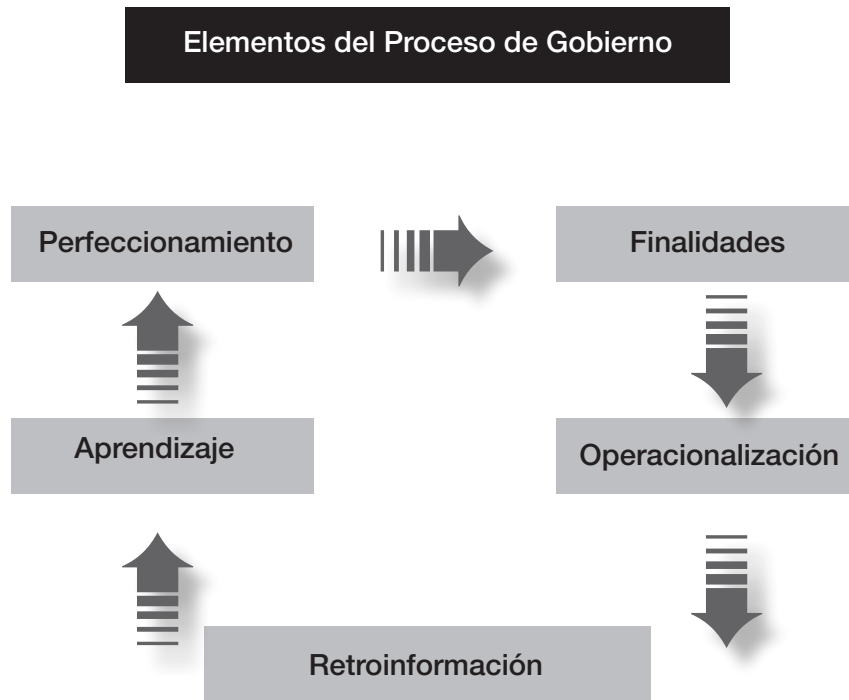 Elementos del Proceso de Gobierno
Perfeccionamiento
Finalidades
Aprendizaje
Operacionalización
Retroinformación